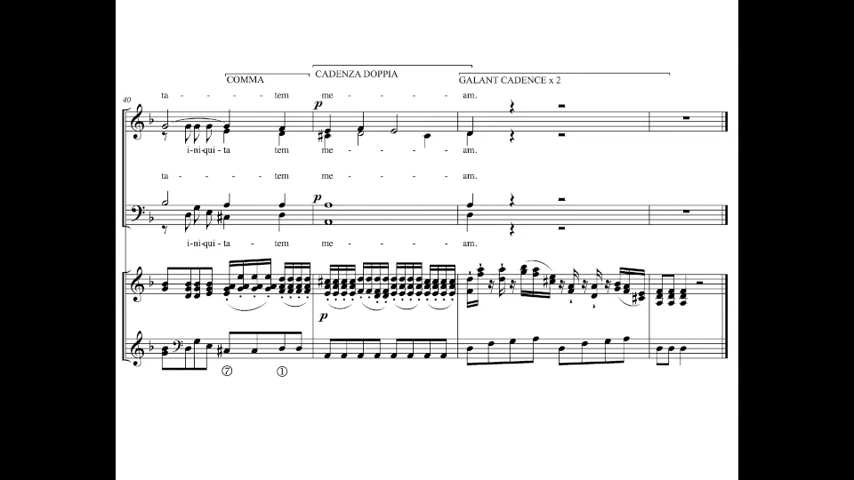 COMMA CADENZA DOPPIA GALANT CADENCE x 2
ta - - - tem me - - - am.
40 p
i-ni-qui-ta tem me - - - am.
ta - - - tem me - - - am.
p
i-ni-qui-ta - tem me - - - am.
p
7 1